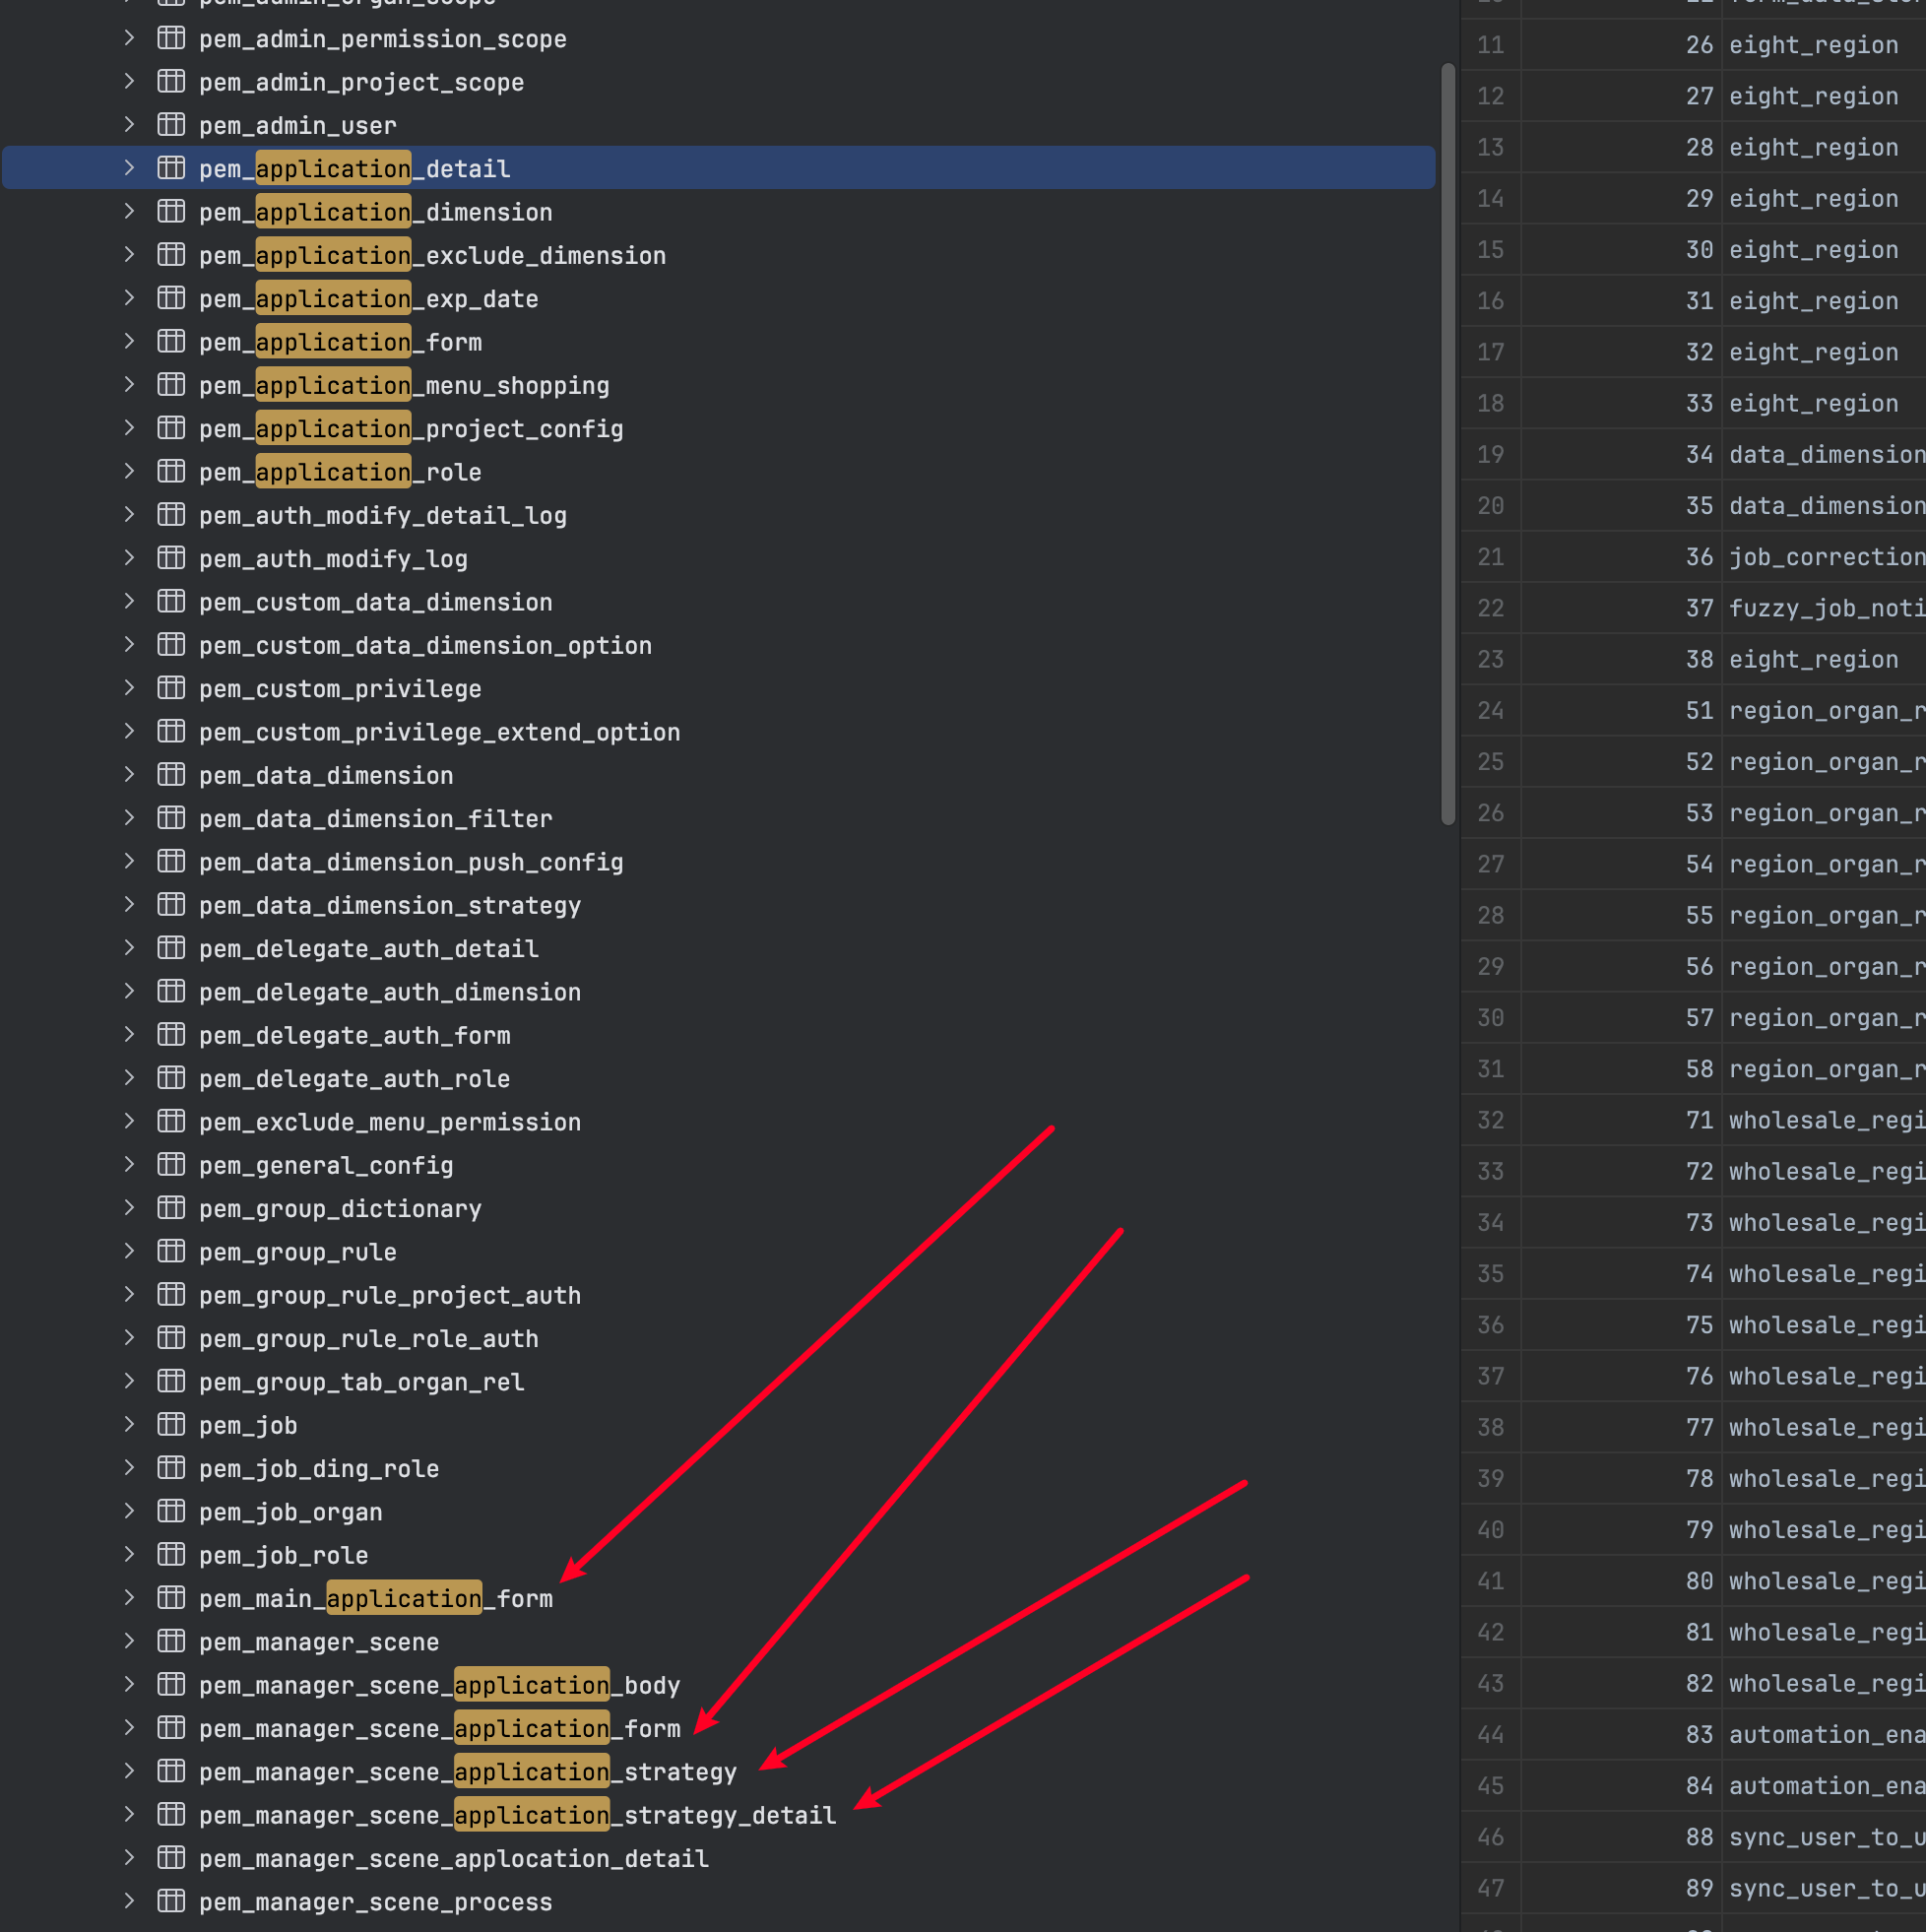 pem_admin_organ_scope
pem_admin_permission_scope
pem_admin_project_scope
pem_admin_user
pem_application_detail
pem_application_dimension
pem_application_exclude_dimension
pem_application_exp_date
pem_application_form
pem_application_menu_shopping
pem_application_project_config
pem_application_role
pem_auth_modify_detail_log
pem_auth_modify_log
pem_custom_data_dimension
pem_custom_data_dimension_option
pem_custom_privilege
pem_custom_privilege_extend_option
pem_data_dimension
pem_data_dimension_filter
pem_data_dimension_push_config
pem_data_dimension_strategy
pem_delegate_auth_detail
pem_delegate_auth_dimension
pem_delegate_auth_form
pem_delegate_auth_role
pem_exclude_menu_permission
pem_general_config
pem_group_dictionary
pem_group_rule
pem_group_rule_project_auth
pem_group_rule_role_auth
pem_group_tab_organ_rel
pem_job
pem_job_ding_role
pem_job_organ
pem_job_role
pem_main_application_form
pem_manager_scene
pem_manager_scene_application_body
pem_manager_scene_application_form
pem_manager_scene_application_strategy
pem_manager_scene_application_strategy_detail
pem_manager_scene_applocation_detail
pem_manager_scene_process
11 26 eight_region
12 27 eight_region
13 28 eight_region
14 29 eight_region
15 30 eight_region
16 31 eight_region
17 32 eight_region
18 33 eight_region
19 34 data_dimension
20 35 data_dimension
21 36 job_correction
22 37 fuzzy_job_noti
23 38 eight_region
24 51 region_organ_r
25 52 region_organ_r
26 53 region_organ_r
27 54 region_organ_r
28 55 region_organ_r
29 56 region_organ_r
30 57 region_organ_r
31 58 region_organ_r
32 71 wholesale_regi
33 72 wholesale_regi
34 73 wholesale_regi
35 74 wholesale_regi
36 75 wholesale_regi
37 76 wholesale_regi
38 77 wholesale_regi
39 78 wholesale_regi
40 79 wholesale_regi
41 80 wholesale_regi
42 81 wholesale_regi
43 82 wholesale_regi
44 83 automation_ena
45 84 automation_ena
46 88 sync_user_to_u
47 89 sync_user_to_u